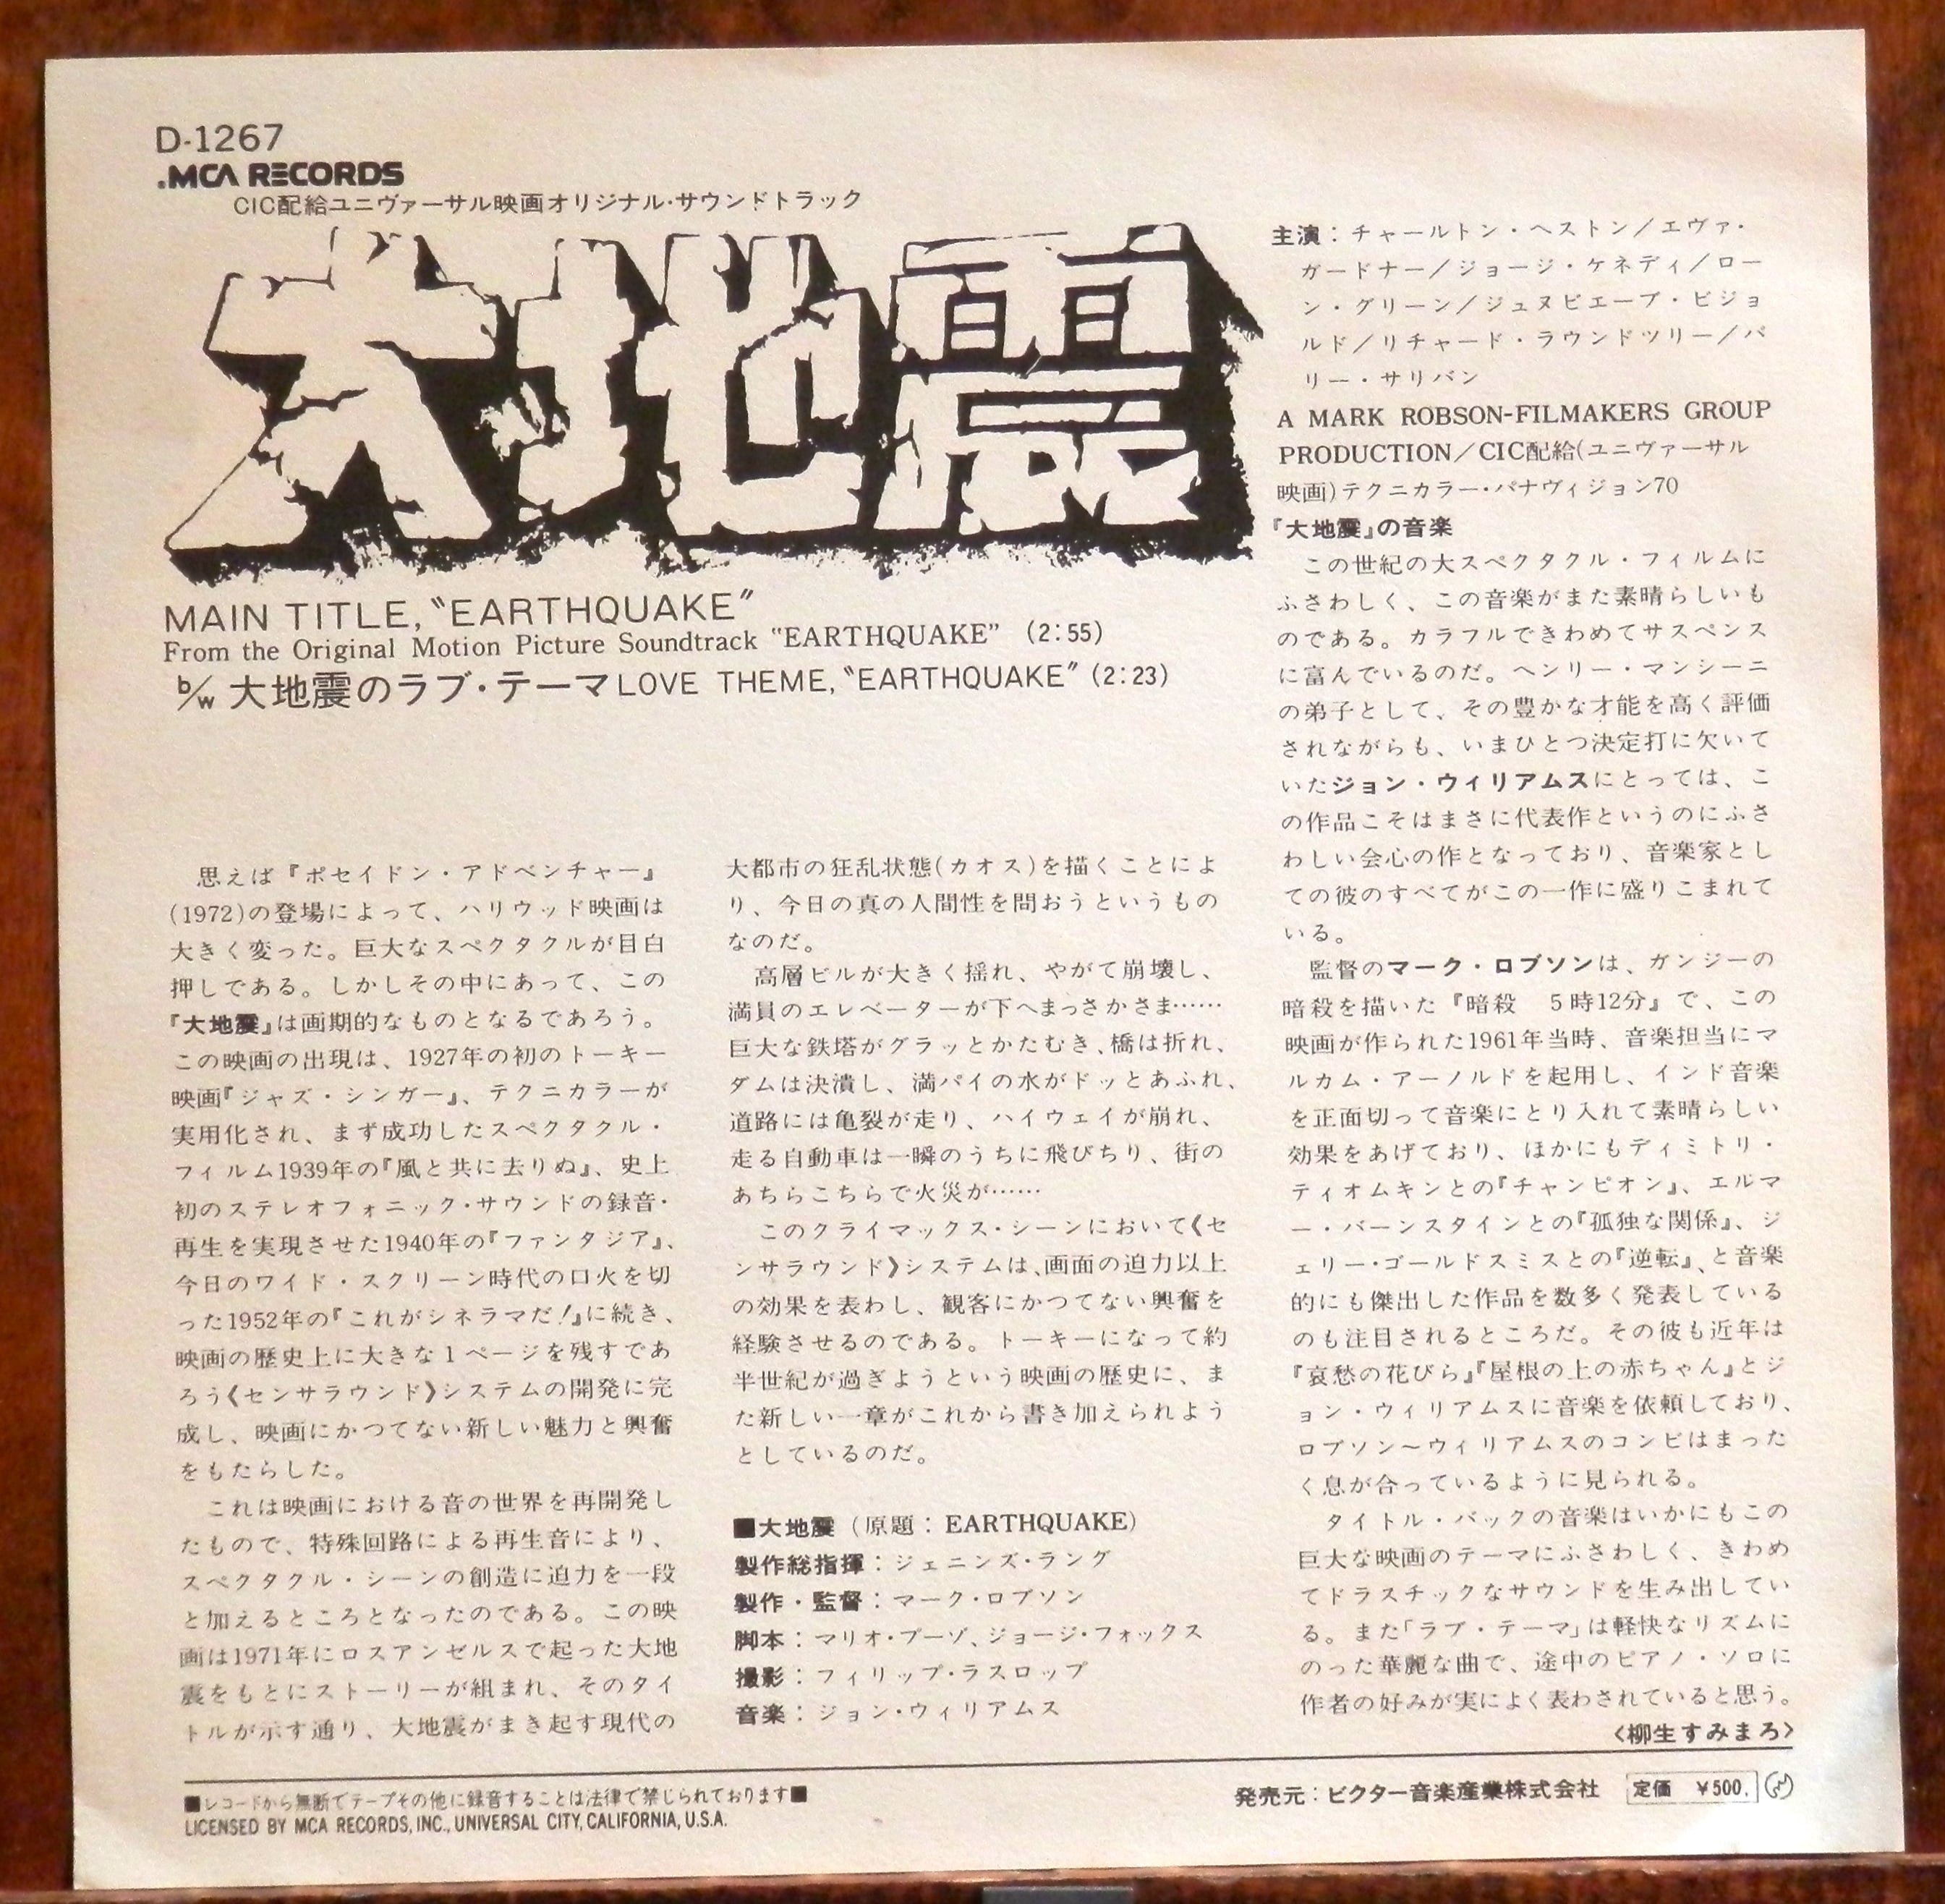 D-1267
MCA RECORDS
CIC配給ユニヴァーサル映画オリジナル・サウンドトラック
大地震
MAIN TITLE, "EARTHQUAKE"
From the Original Motion Picture Soundtrack "EARTHQUAKE" (2:55)
b/w 大地震のラブ・テーマ LOVE THEME, "EARTHQUAKE" (2:23)
思えば『ポセイドン・アドベンチャー』
(1972)の登場によって、ハリウッド映画は
大きく変った。巨大なスペクタクルが目白
押しである。しかしその中にあって、この
『大地震』は画期的なものとなるであろう。
この映画の出現は、1927年の初のトーキー
映画『ジャズ・シンガー』、テクニカラーが
実用化され、まず成功したスペクタクル・
フィルム1939年の『風と共に去りぬ』、史上
初のステレオフォニック・サウンドの録音・
再生を実現させた1940年の『ファンタジア』、
今日のワイド・スクリーン時代の口火を切
った1952年の『これがシネラマだ!』に続き、
映画の歴史上に大きな1ページを残すであ
ろう《センサラウンド》システムの開発に完
成し、映画にかつてない新しい魅力と興奮
をもたらした。
これは映画における音の世界を再開発し
たもので、特殊回路による再生音により、
スペクタクル・シーンの創造に迫力を一段
と加えるところとなったのである。この映
画は1971年にロスアンゼルスで起った大地
震をもとにストーリーが組まれ、そのタイ
トルが示す通り、大地震がまき起す現代の
大都市の狂乱状態(カオス)を描くことによ
り、今日の真の人間性を問おうというもの
なのだ。
高層ビルが大きく揺れ、やがて崩壊し、
満員のエレベーターが下へまっさかさま……
巨大な鉄塔がグラッとかたむき、橋は折れ、
ダムは決潰し、満パイの水がドッとあふれ、
道路には亀裂が走り、ハイウェイが崩れ、
走る自動車は一瞬のうちに飛びちり、街の
あちらこちらで火災が……
このクライマックス・シーンにおいて《セ
ンサラウンド》システムは、画面の迫力以上
の効果を表わし、観客にかつてない興奮を
経験させるのである。トーキーになって約
半世紀が過ぎようという映画の歴史に、ま
た新しい一章がこれから書き加えられよう
としているのだ。
■大地震（原題：EARTHQUAKE）
製作総指揮：ジェニンズ・ラング
製作・監督：マーク・ロブソン
脚本：マリオ・プーゾ、ジョージ・フォックス
撮影：フィリップ・ラスロップ
音楽：ジョン・ウィリアムス
主演：チャールトン・ヘストン／エヴァ・
ガードナー／ジョージ・ケネディ／ロー
ン・グリーン／ジュヌビエーブ・ビジョ
ルド／リチャード・ラウンドツリー／バ
リー・サリバン
A MARK ROBSON-FILMAKERS GROUP
PRODUCTION／CIC配給(ユニヴァーサル
映画)テクニカラー・パナヴィジョン70
『大地震』の音楽
この世紀の大スペクタクル・フィルムに
ふさわしく、この音楽がまた素晴らしいも
のである。カラフルできわめてサスペンス
に富んでいるのだ。ヘンリー・マンシーニ
の弟子として、その豊かな才能を高く評価
されながらも、いまひとつ決定打に欠いて
いたジョン・ウィリアムスにとっては、こ
の作品こそはまさに代表作というのにふさ
わしい会心の作となっており、音楽家とし
ての彼のすべてがこの一作に盛りこまれて
いる。
監督のマーク・ロブソンは、ガンジーの
暗殺を描いた『暗殺　5時12分』で、この
映画が作られた1961年当時、音楽担当にマ
ルカム・アーノルドを起用し、インド音楽
を正面切って音楽にとり入れて素晴らしい
効果をあげており、ほかにもディミトリ・
ティオムキンとの『チャンピオン』、エルマ
ー・バーンスタインとの『孤独な関係』、ジ
ェリー・ゴールドスミスとの『逆転』、と音楽
的にも傑出した作品を数多く発表している
のも注目されるところだ。その彼も近年は
『哀愁の花びら』『屋根の上の赤ちゃん』とジ
ョン・ウィリアムスに音楽を依頼しており、
ロブソン～ウィリアムスのコンビはまった
く息が合っているように見られる。
タイトル・バックの音楽はいかにもこの
巨大な映画のテーマにふさわしく、きわめ
てドラスチックなサウンドを生み出してい
る。また「ラブ・テーマ」は軽快なリズムに
のった華麗な曲で、途中のピアノ・ソロに
作者の好みが実によく表わされていると思う。
〈柳生すみまろ〉
■レコードから無断でテープその他に録音することは法律で禁じられております■
LICENSED BY MCA RECORDS, INC., UNIVERSAL CITY, CALIFORNIA, U.S.A.
発売元：ビクター音楽産業株式会社　定価　¥500.